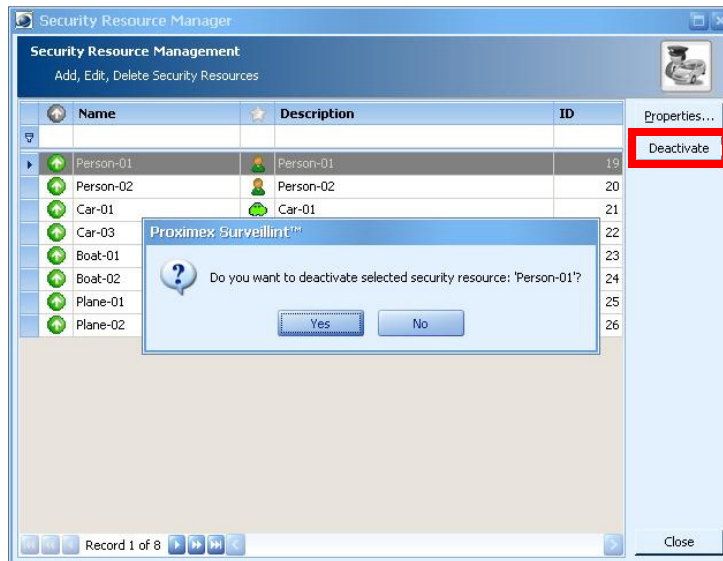 Security Resource Manager
Security Resource Management
Add, Edit, Delete Security Resources
Name Description ID
Properties...
Deactivate
Person-01 Person-01 19
Person-02 Person-02 20
Car-01 Car-01 21
Car-03 22
Boat-01 23
Boat-02 24
Plane-01 25
Plane-02 26
Proximex Surveillint™
Do you want to deactivate selected security resource: 'Person-01'?
Yes No
Record 1 of 8
Close